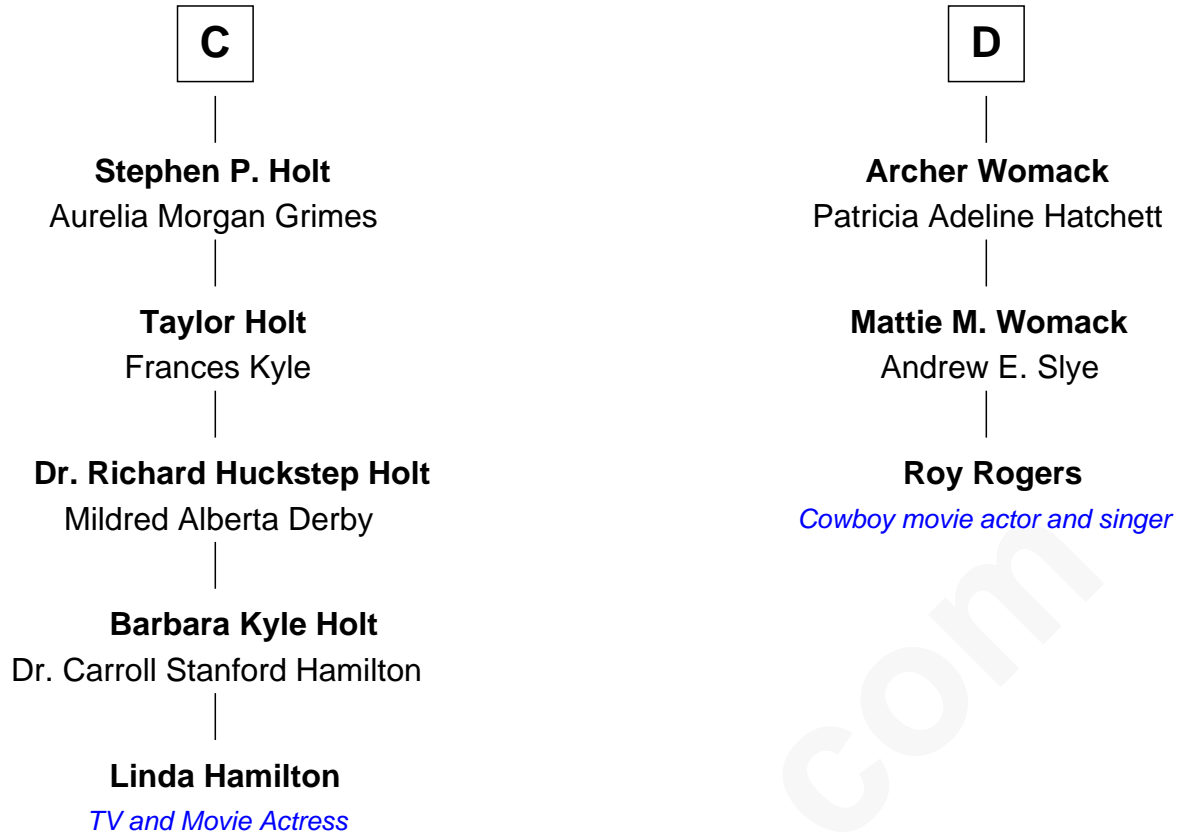 C
Stephen P. Holt
Aurelia Morgan Grimes
Taylor Holt
Frances Kyle
Dr. Richard Huckstep Holt
Mildred Alberta Derby
Barbara Kyle Holt
Dr. Carroll Stanford Hamilton
Linda Hamilton
TV and Movie Actress
D
Archer Womack
Patricia Adeline Hatchett
Mattie M. Womack
Andrew E. Slye
Roy Rogers
Cowboy movie actor and singer
com